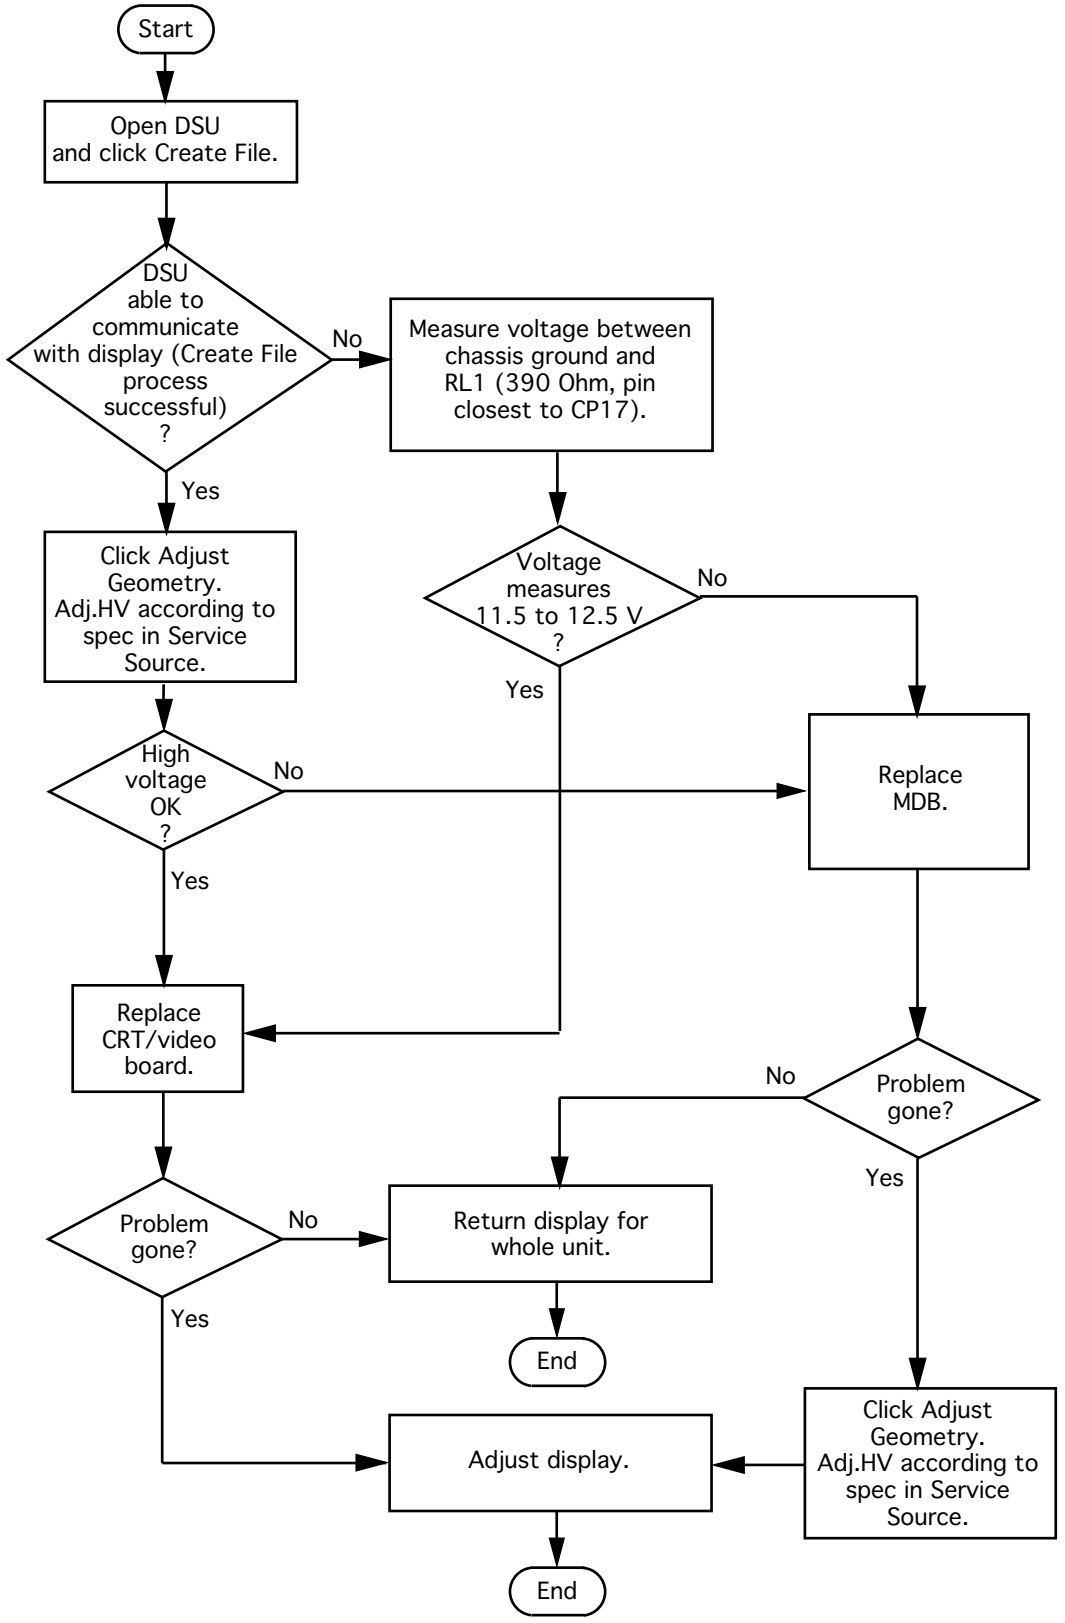 Start
Open DSU
and click Create File.
DSU
able to
communicate
with display (Create File
process
successful)
?
No
Measure voltage between
chassis ground and
RL1 (390 Ohm, pin
closest to CP17).
Yes
Click Adjust
Geometry.
Adj.HV according to
spec in Service
Source.
Voltage
measures
11.5 to 12.5 V
?
No
Yes
High
voltage
OK
?
No
Replace
MDB.
Yes
Replace
CRT/video
board.
No
Problem
gone?
Yes
Problem
gone?
No
Return display for
whole unit.
Yes
End
Click Adjust
Geometry.
Adj.HV according to
spec in Service
Source.
Adjust display.
End